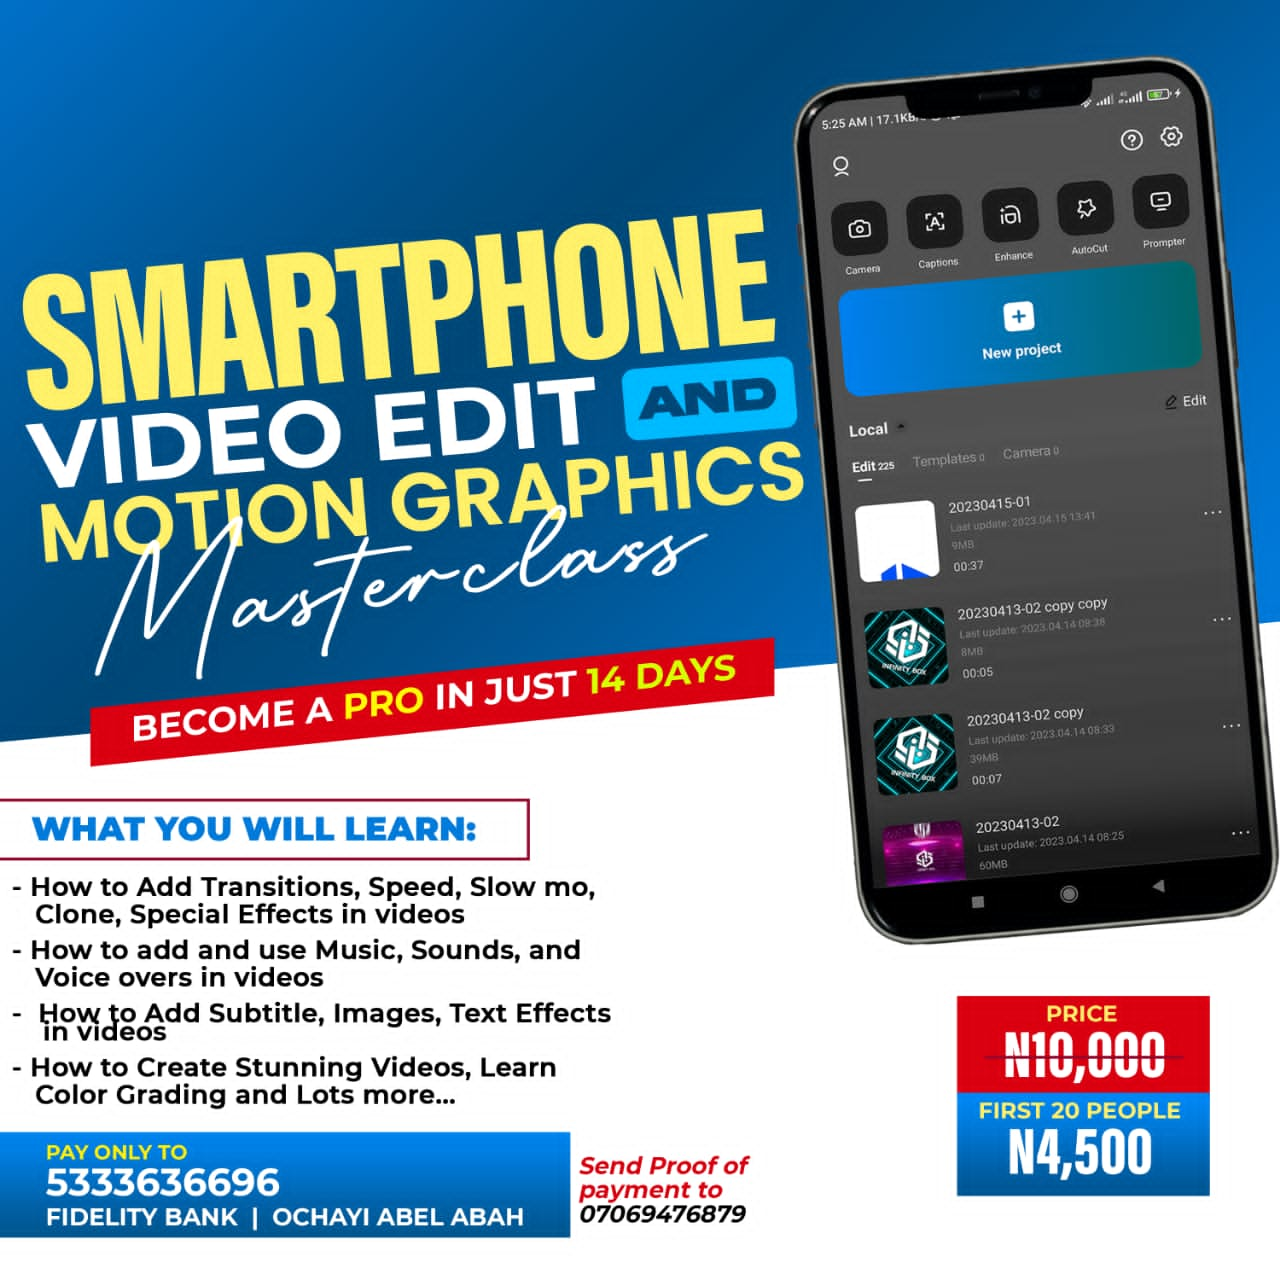 SMARTPHONE
VIDEO EDIT AND
MOTION GRAPHICS
Masterclass
BECOME A PRO IN JUST 14 DAYS
WHAT YOU WILL LEARN:
- How to Add Transitions, Speed, Slow mo,
Clone, Special Effects in videos
- How to add and use Music, Sounds, and
Voice overs in videos
- How to Add Subtitle, Images, Text Effects
in videos
- How to Create Stunning Videos, Learn
Color Grading and Lots more...
PAY ONLY TO
5333636696
FIDELITY BANK | OCHAYI ABEL ABAH
Send Proof of
payment to
07069476879
PRICE
N10,000
FIRST 20 PEOPLE
N4,500
5:25 AM | 17.1KB/
Camera
Captions
Enhance
AutoCut
Prompter
New project
Local
Edit
Edit 225
Templates 0
Camera 0
20230415-01
Last update: 2023.04.15 13:41
9MB
00:37
20230413-02 copy copy
Last update: 2023.04.14 08:38
8MB
00:05
INFINITY BOX
20230413-02 copy
Last update: 2023.04.14 08:33
39MB
00:07
INFINITY BOX
20230413-02
Last update: 2023.04.14 08:25
60MB